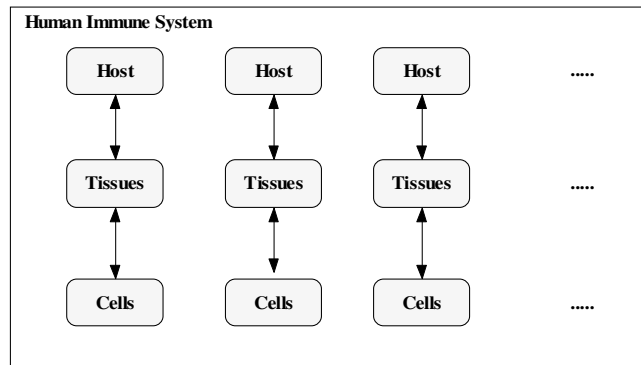 Human Immune System
Host Host Host .....
Tissues Tissues Tissues .....
Cells Cells Cells .....